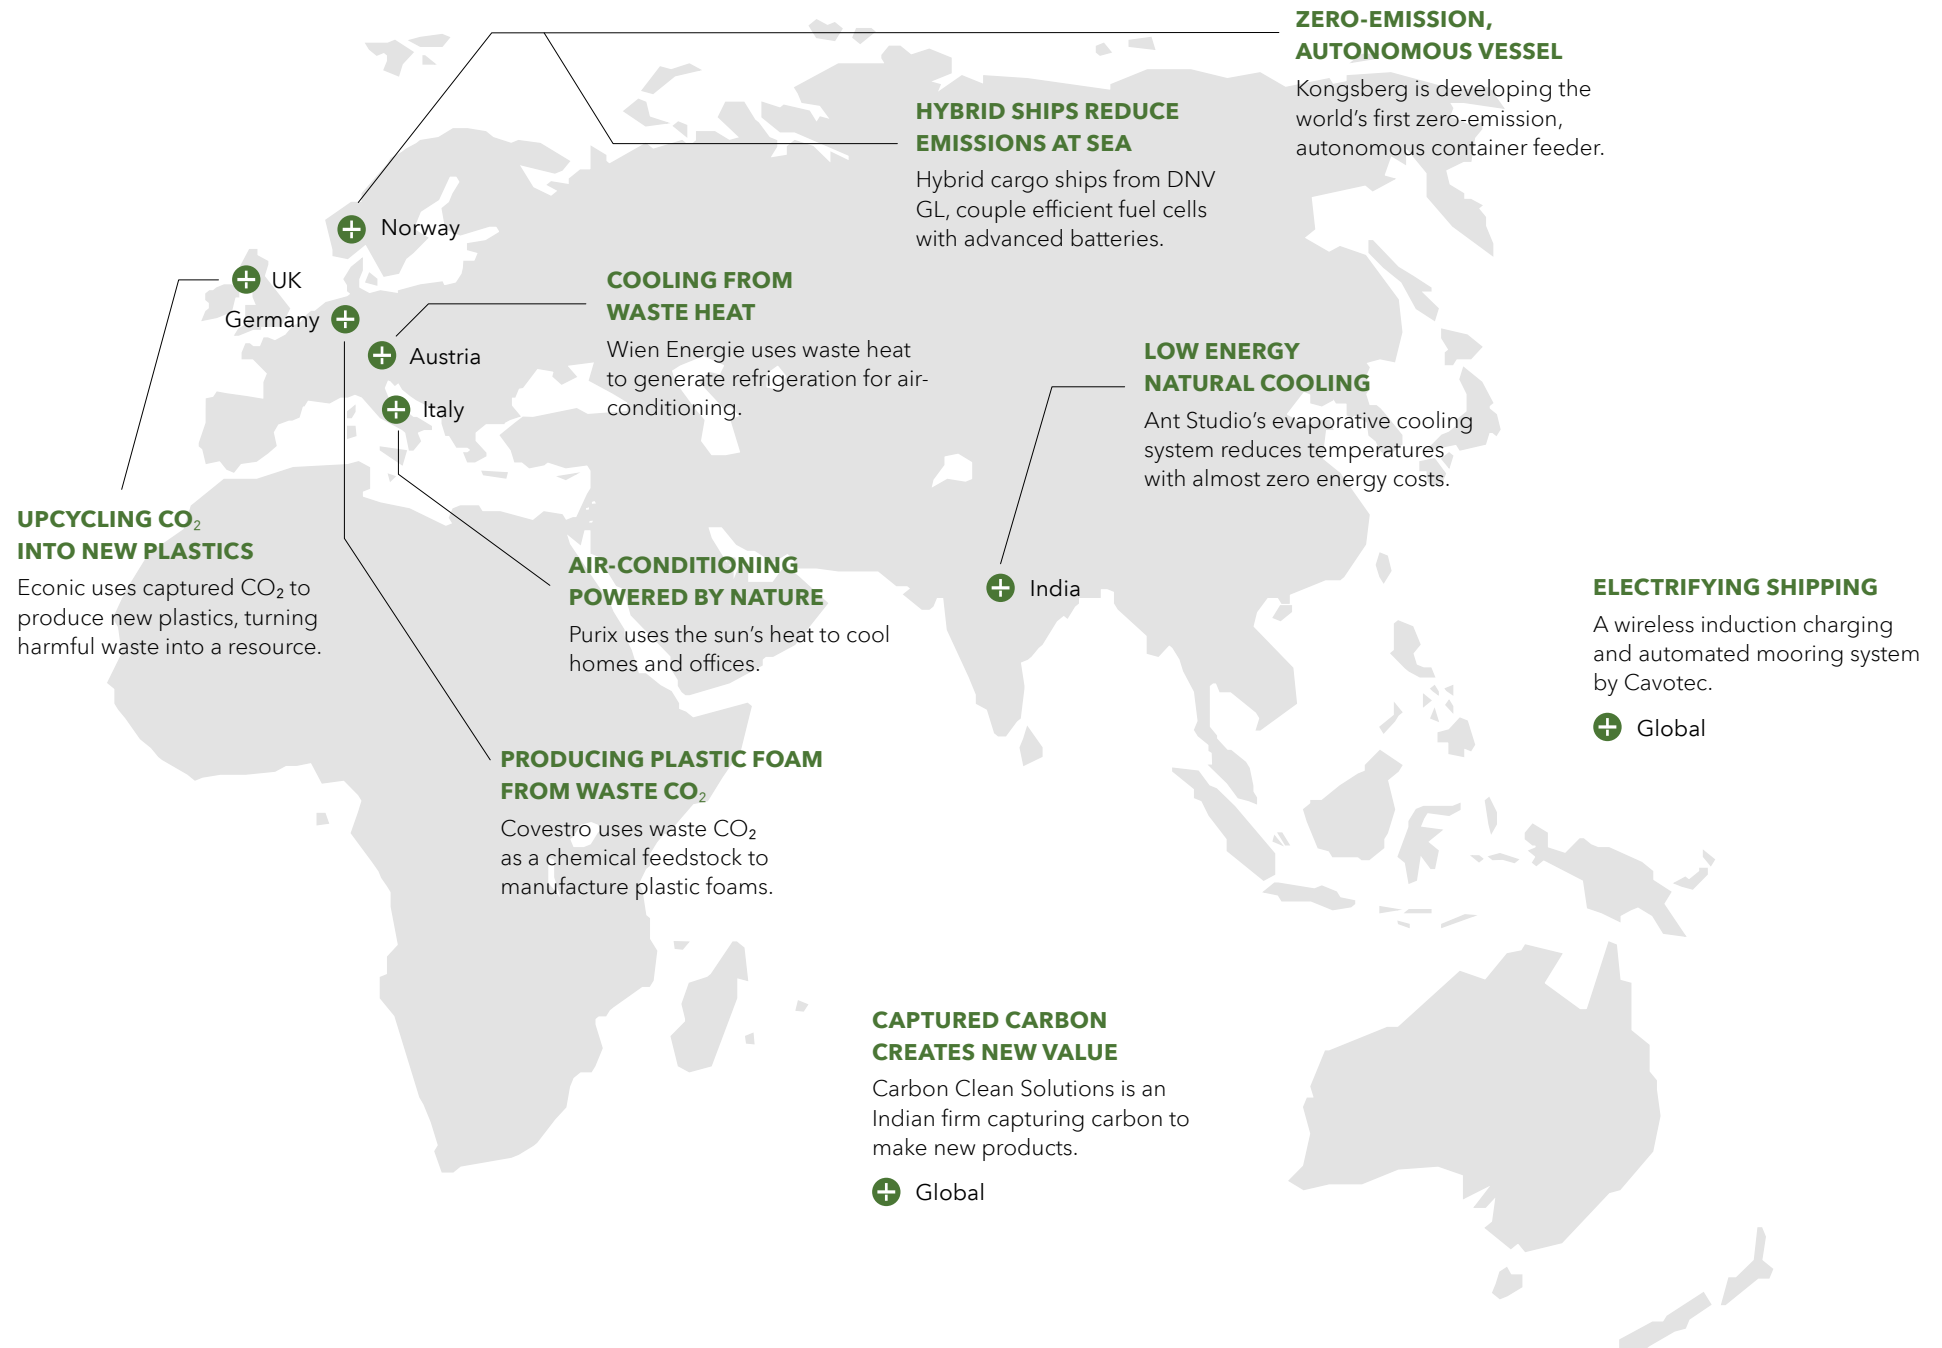 ZERO-EMISSION,
AUTONOMOUS VESSEL
Kongsberg is developing the
world’s first zero-emission,
autonomous container feeder.
HYBRID SHIPS REDUCE
EMISSIONS AT SEA
Hybrid cargo ships from DNV
GL, couple efficient fuel cells
with advanced batteries.
Norway
UK
Germany
Austria
Italy
COOLING FROM
WASTE HEAT
Wien Energie uses waste heat
to generate refrigeration for air-
conditioning.
LOW ENERGY
NATURAL COOLING
Ant Studio’s evaporative cooling
system reduces temperatures
with almost zero energy costs.
India
UPCYCLING CO₂
INTO NEW PLASTICS
Econic uses captured CO₂ to
produce new plastics, turning
harmful waste into a resource.
AIR-CONDITIONING
POWERED BY NATURE
Purix uses the sun’s heat to cool
homes and offices.
ELECTRIFYING SHIPPING
A wireless induction charging
and automated mooring system
by Cavotec.
Global
PRODUCING PLASTIC FOAM
FROM WASTE CO₂
Covestro uses waste CO₂
as a chemical feedstock to
manufacture plastic foams.
CAPTURED CARBON
CREATES NEW VALUE
Carbon Clean Solutions is an
Indian firm capturing carbon to
make new products.
Global